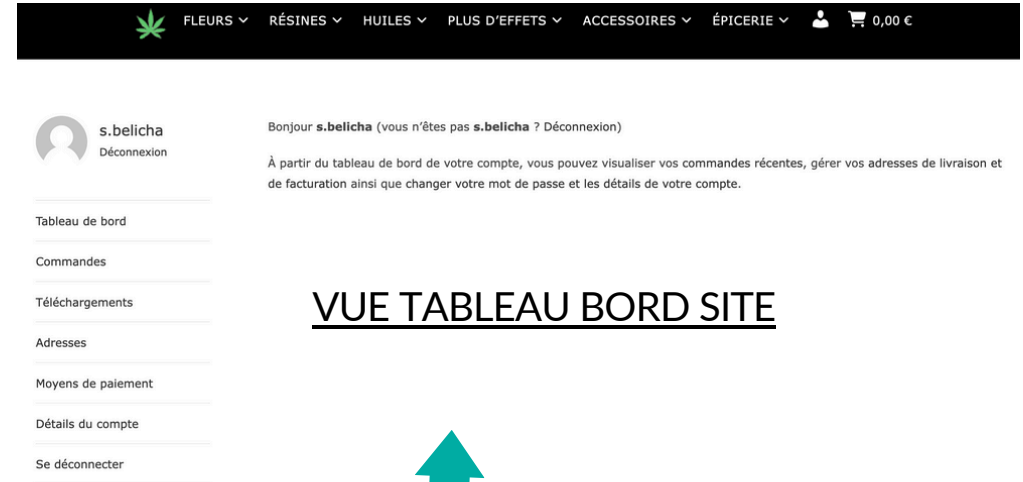 FLEURS RÉSINES HUILES PLUS D’EFFETS ACCESSOIRES ÉPICERIE 0,00 €
s.belicha
Déconnexion
Bonjour s.belicha (vous n’êtes pas s.belicha ? Déconnexion)
À partir du tableau de bord de votre compte, vous pouvez visualiser vos commandes récentes, gérer vos adresses de livraison et
de facturation ainsi que changer votre mot de passe et les détails de votre compte.
Tableau de bord
Commandes
Téléchargements
Adresses
Moyens de paiement
Détails du compte
Se déconnecter
VUE TABLEAU BORD SITE